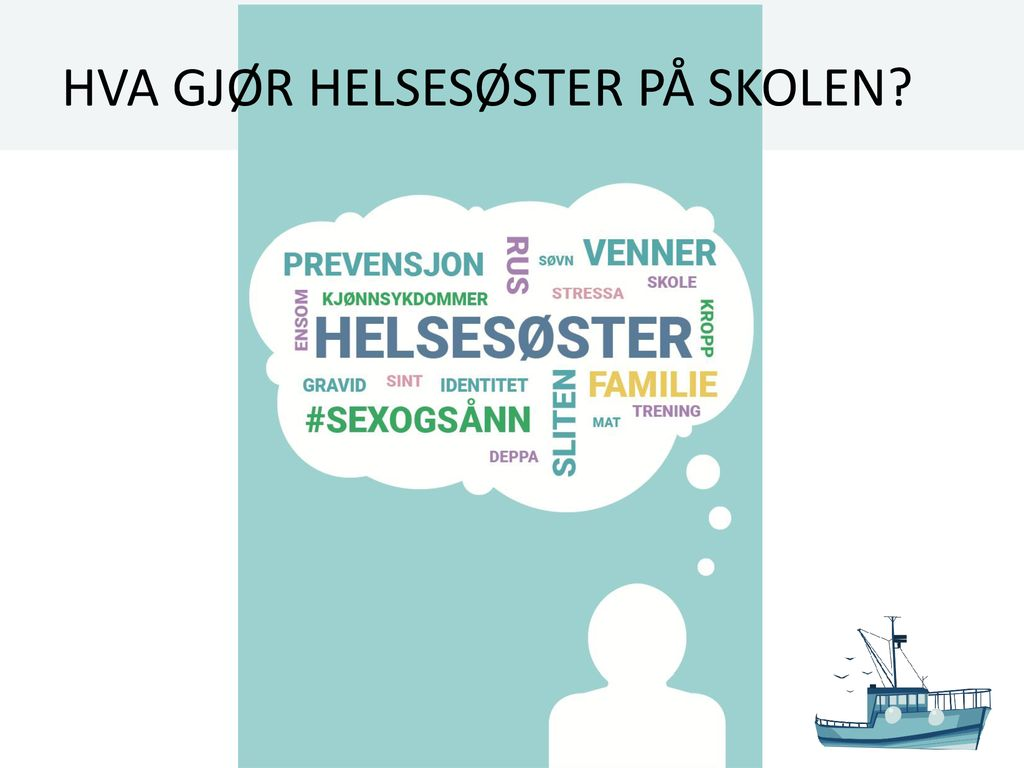 HVA GJØR HELSESØSTER PÅ SKOLEN?
PREVENSJON
RUS
SØVN
VENNER
SKOLE
STRESSA
ENSOM
KJØNNSYKDOMMER
KROPP
HELSESØSTER
GRAVID
SINT
IDENTITET
SLITEN
FAMILIE
#SEXOGSÅNN
TRENING
MAT
DEPPA